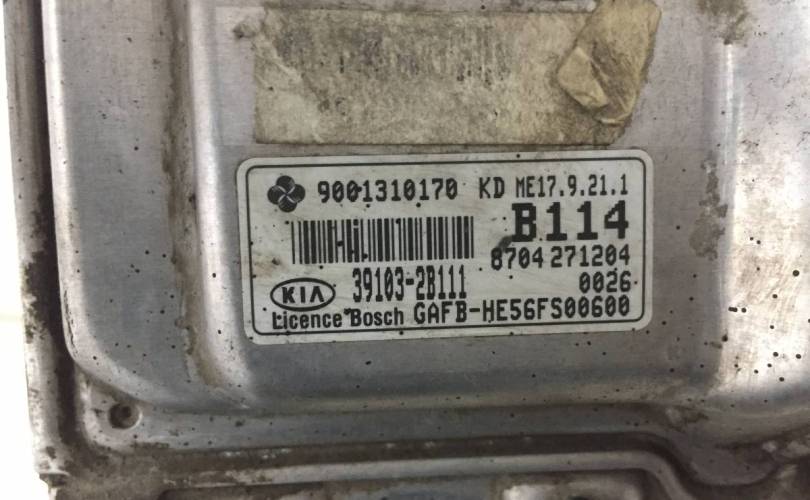 9001310170 KD ME17.9.21.1
B114
8704 271204
39103-2B111 0026
KIA
Licence Bosch GAFB-HE56FS00600